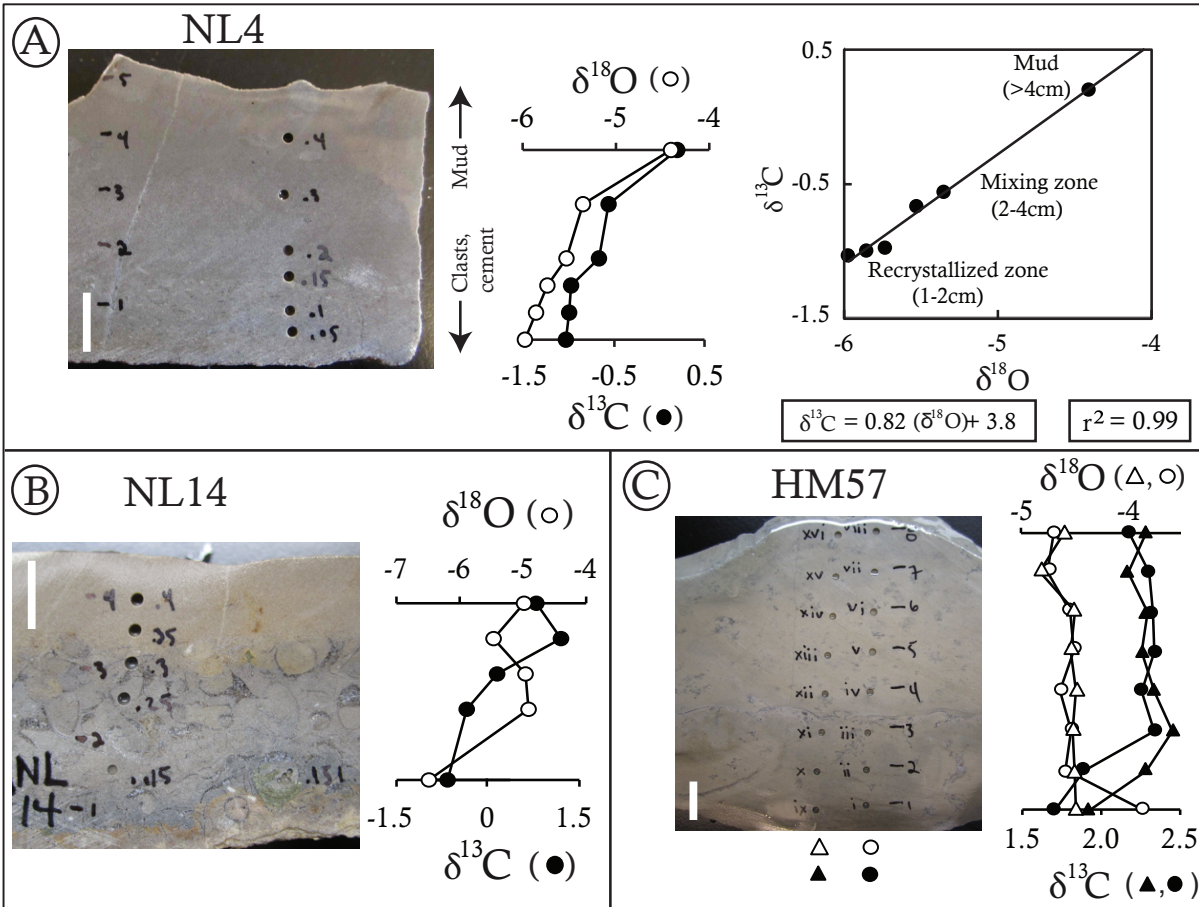 A
NL4
-5
-4
-3
-2
-1
.4
.3
.2
.15
.1
.05
Mud
Clasts,
cement
δ18O (○)
-6 -5 -4
-1.5 -0.5 0.5
δ13C (●)
0.5
-0.5
-1.5
δ13C
Mud
(>4cm)
Mixing zone
(2-4cm)
Recrystallized zone
(1-2cm)
-6 -5 -4
δ18O
δ13C = 0.82 (δ18O)+ 3.8
r2 = 0.99
B
NL14
-4 .4
.35
3 .3
.25
-2
.15 .151
NL
14-1
δ18O (○)
-7 -6 -5 -4
-1.5 0 1.5
δ13C (●)
C
HM57
xvi viii -8
xv vii -7
xiv vi -6
xiii v -5
xii iv -4
xi iii -3
x ii -2
ix i -1
δ18O (△, ○)
-5 -4
1.5 2.0 2.5
δ13C (▲, ●)